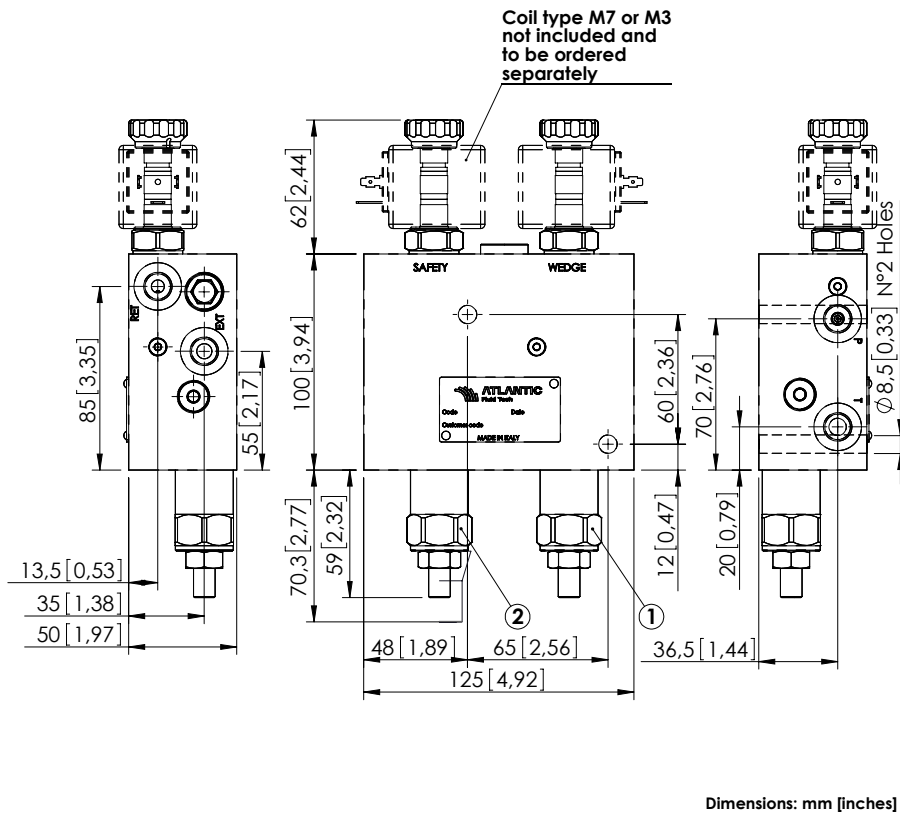 Coil type M7 or M3
not included and
to be ordered
separately
62 [2,44]
SAFETY
WEDGE
RET
EXT
P
T
N°2 Holes
Ø 8,5 [0,33]
85 [3,35]
55 [2,17]
100 [3,94]
60 [2,36]
70 [2,76]
ATLANTIC
Fluid Tech
Code
Date
Customer code
MADE IN ITALY
70,3 [2,77]
59 [2,32]
12 [0,47]
20 [0,79]
13,5 [0,53]
35 [1,38]
50 [1,97]
2
1
48 [1,89]
65 [2,56]
36,5 [1,44]
125 [4,92]
Dimensions: mm [inches]